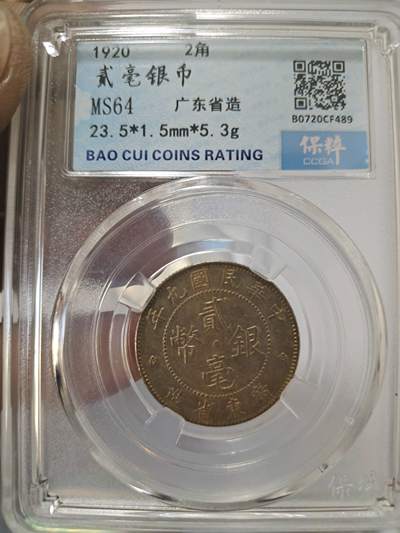 1920 2角
贰毫银币
MS64 广东省造
23.5*1.5mm*5.3g
BAO CUI COINS RATING
B0720CF489
保粹
CCGA
年九國民華中
貳
幣 銀
毫
造省東廣
保粹